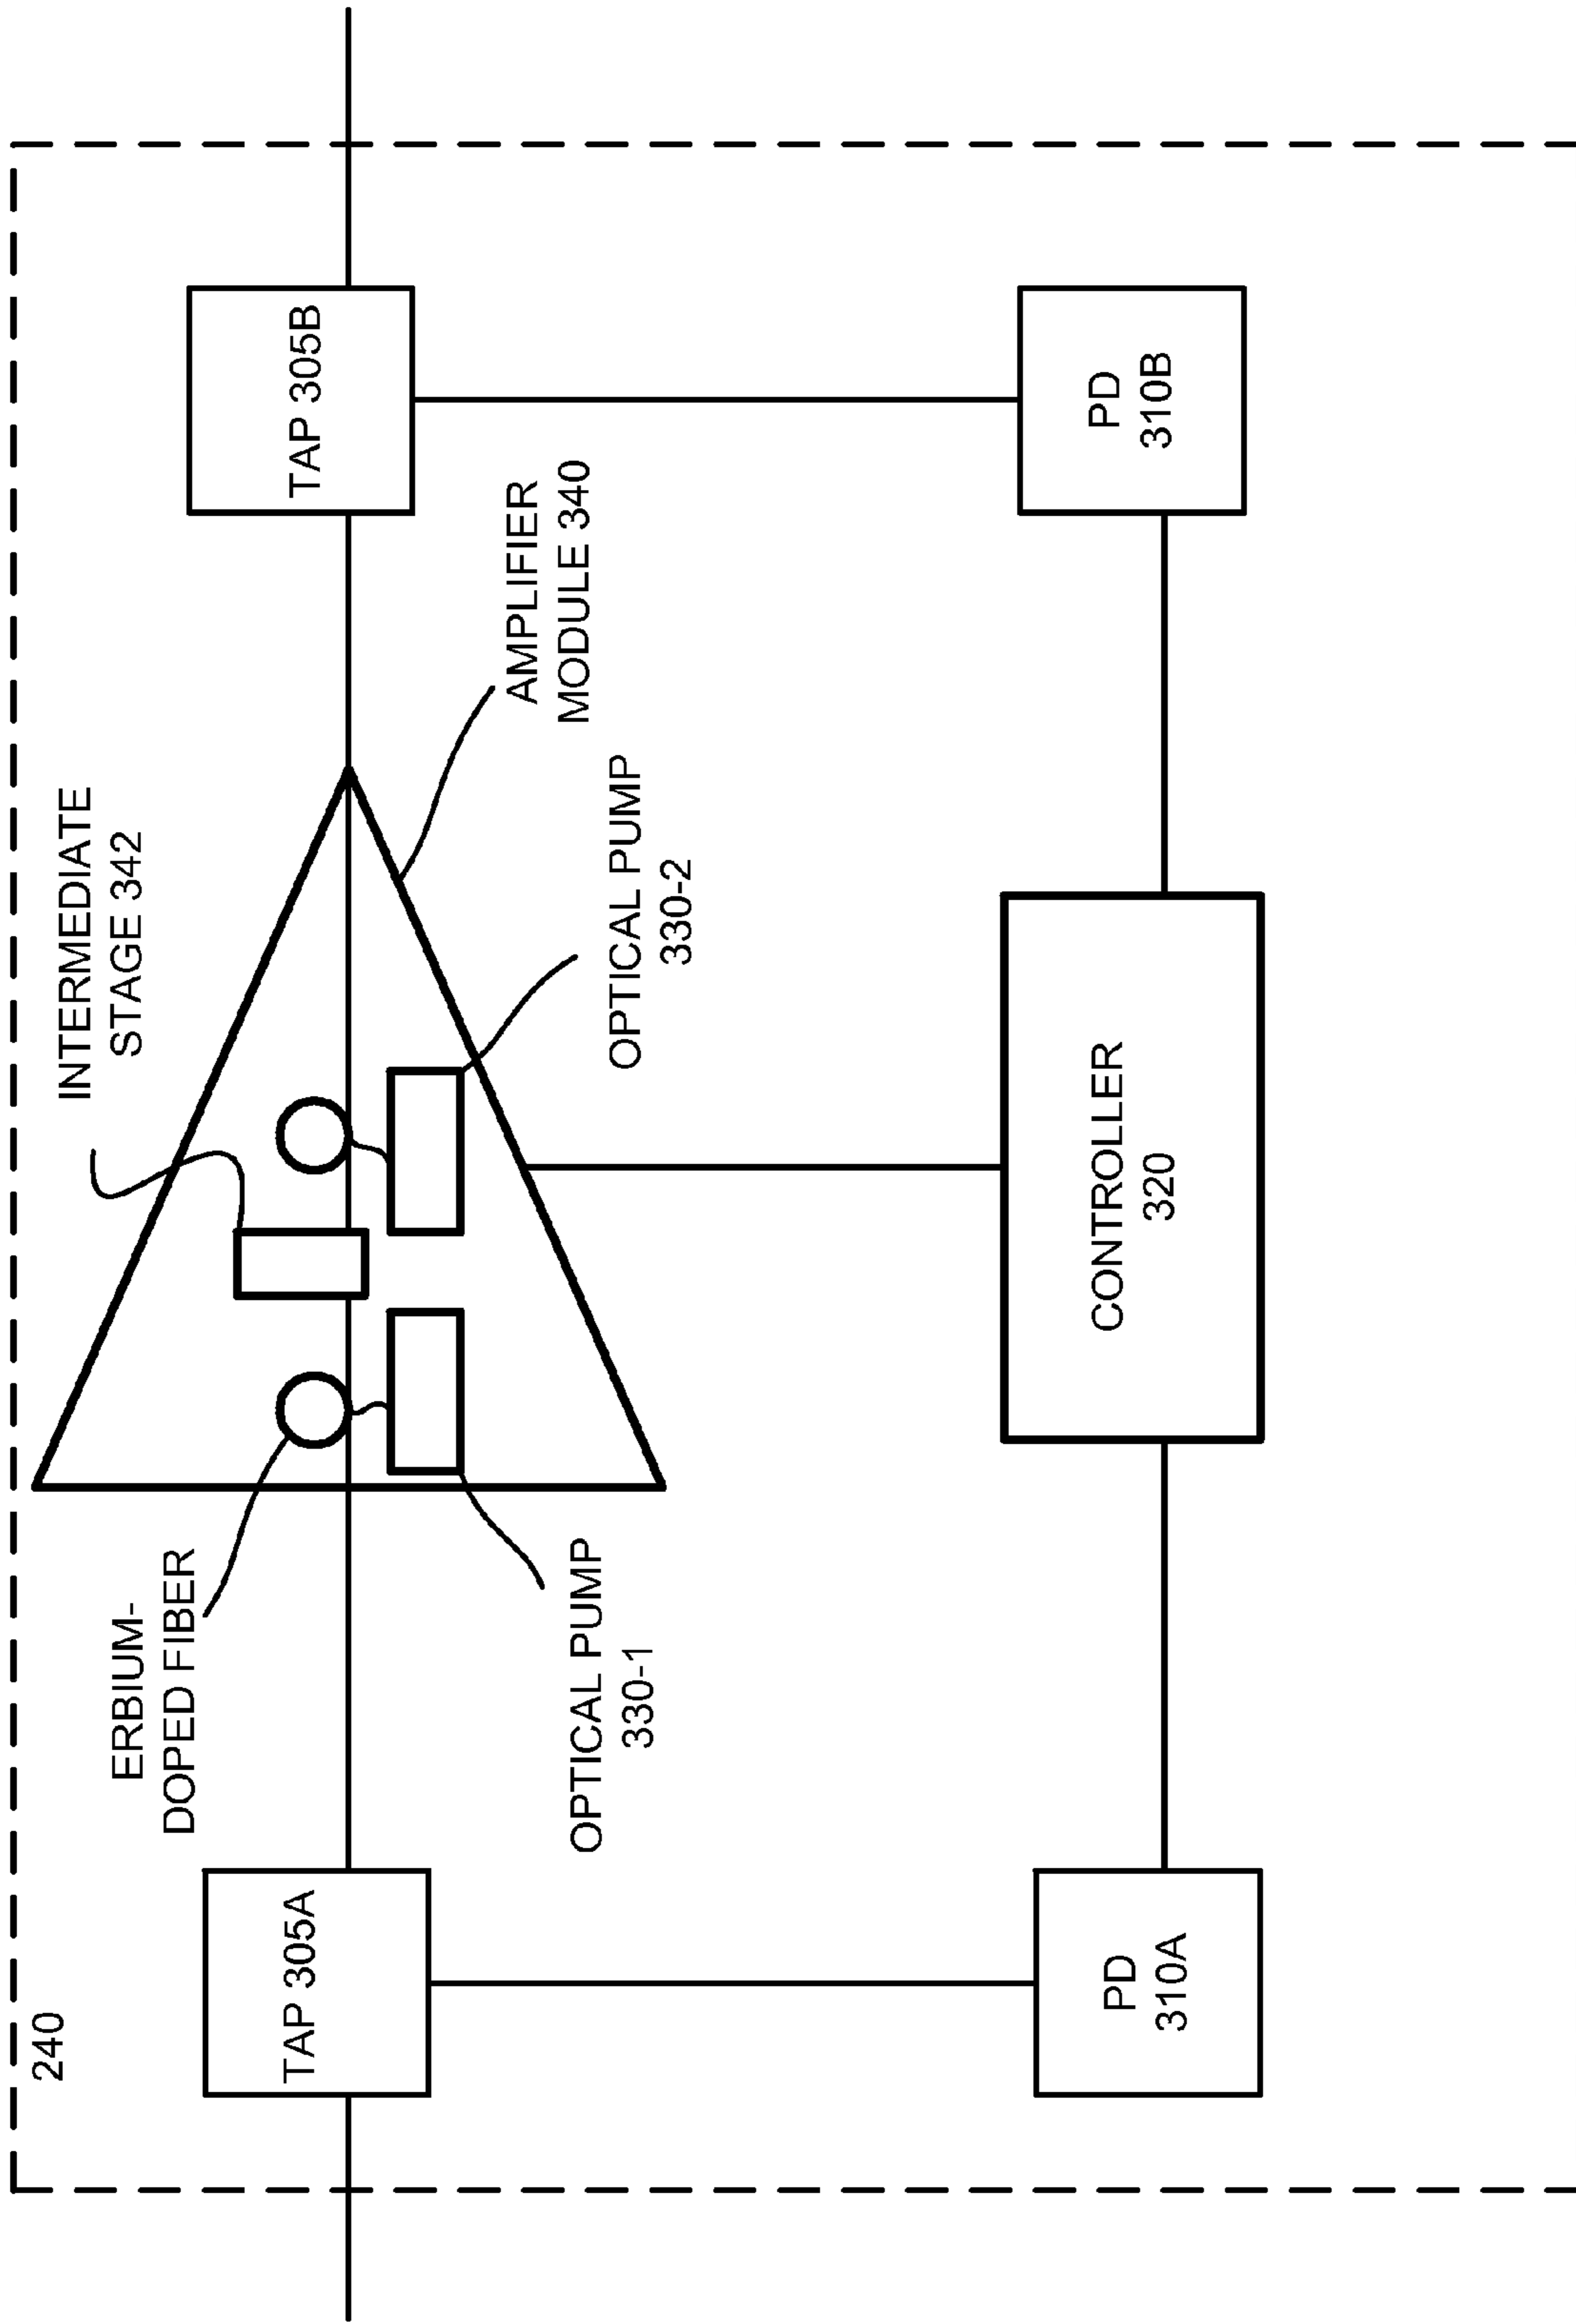 240
INTERMEDIATE
STAGE 342
ERBIUM-
DOPED FIBER
TAP 305A
TAP 305B
AMPLIFIER
MODULE 340
OPTICAL PUMP
330-1
OPTICAL PUMP
330-2
PD
310A
CONTROLLER
320
PD
310B